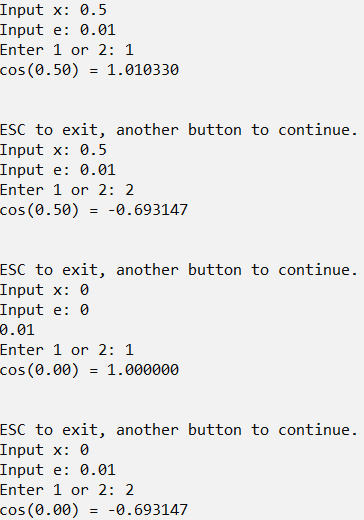 Input x: 0.5
Input e: 0.01
Enter 1 or 2: 1
cos(0.50) = 1.010330
ESC to exit, another button to continue.
Input x: 0.5
Input e: 0.01
Enter 1 or 2: 2
cos(0.50) = -0.693147
ESC to exit, another button to continue.
Input x: 0
Input e: 0
0.01
Enter 1 or 2: 1
cos(0.00) = 1.000000
ESC to exit, another button to continue.
Input x: 0
Input e: 0.01
Enter 1 or 2: 2
cos(0.00) = -0.693147